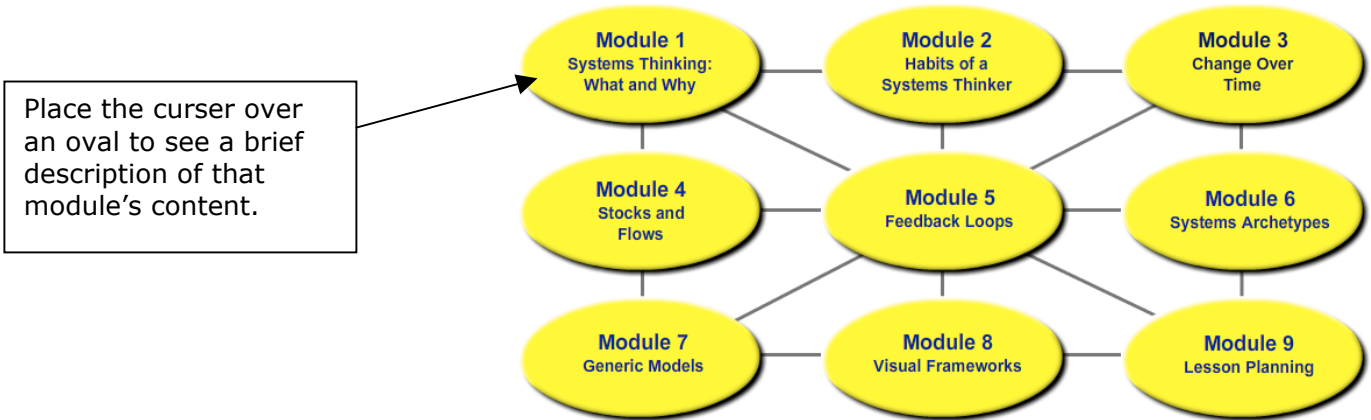 Place the curser over
an oval to see a brief
description of that
module's content.
Module 1
Systems Thinking:
What and Why
Module 2
Habits of a
Systems Thinker
Module 3
Change Over
Time
Module 4
Stocks and
Flows
Module 5
Feedback Loops
Module 6
Systems Archetypes
Module 7
Generic Models
Module 8
Visual Frameworks
Module 9
Lesson Planning